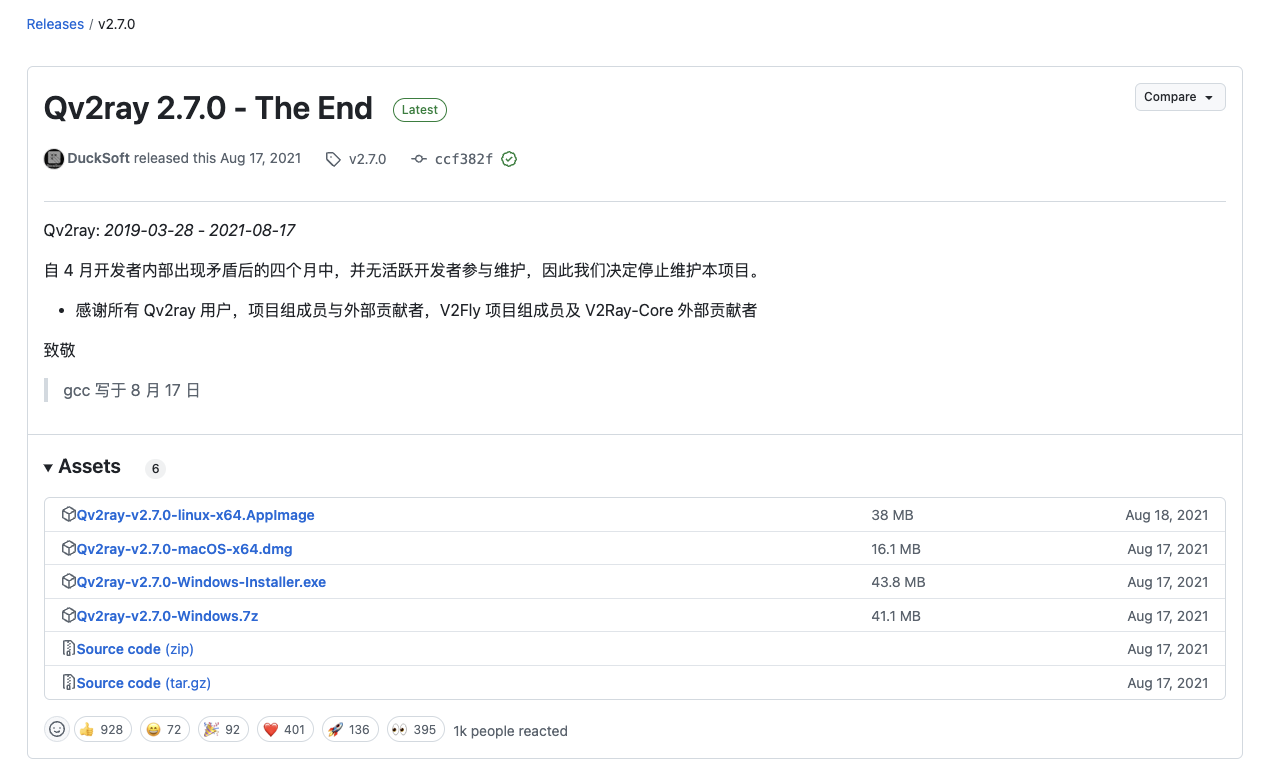 Releases / v2.7.0
Qv2ray 2.7.0 - The End Latest Compare
DuckSoft released this Aug 17, 2021 v2.7.0 ccf382f
Qv2ray: 2019-03-28 - 2021-08-17
自 4 月开发者内部出现矛盾后的四个月中，并无活跃开发者参与维护，因此我们决定停止维护本项目。
• 感谢所有 Qv2ray 用户，项目组成员与外部贡献者，V2Fly 项目组成员及 V2Ray-Core 外部贡献者
致敬
gcc 写于 8 月 17 日
Assets 6
Qv2ray-v2.7.0-linux-x64.AppImage 38 MB Aug 18, 2021
Qv2ray-v2.7.0-macOS-x64.dmg 16.1 MB Aug 17, 2021
Qv2ray-v2.7.0-Windows-Installer.exe 43.8 MB Aug 17, 2021
Qv2ray-v2.7.0-Windows.7z 41.1 MB Aug 17, 2021
Source code (zip) Aug 17, 2021
Source code (tar.gz) Aug 17, 2021
👍 928 😄 72 🎉 92 ❤️ 401 🚀 136 👀 395 1k people reacted